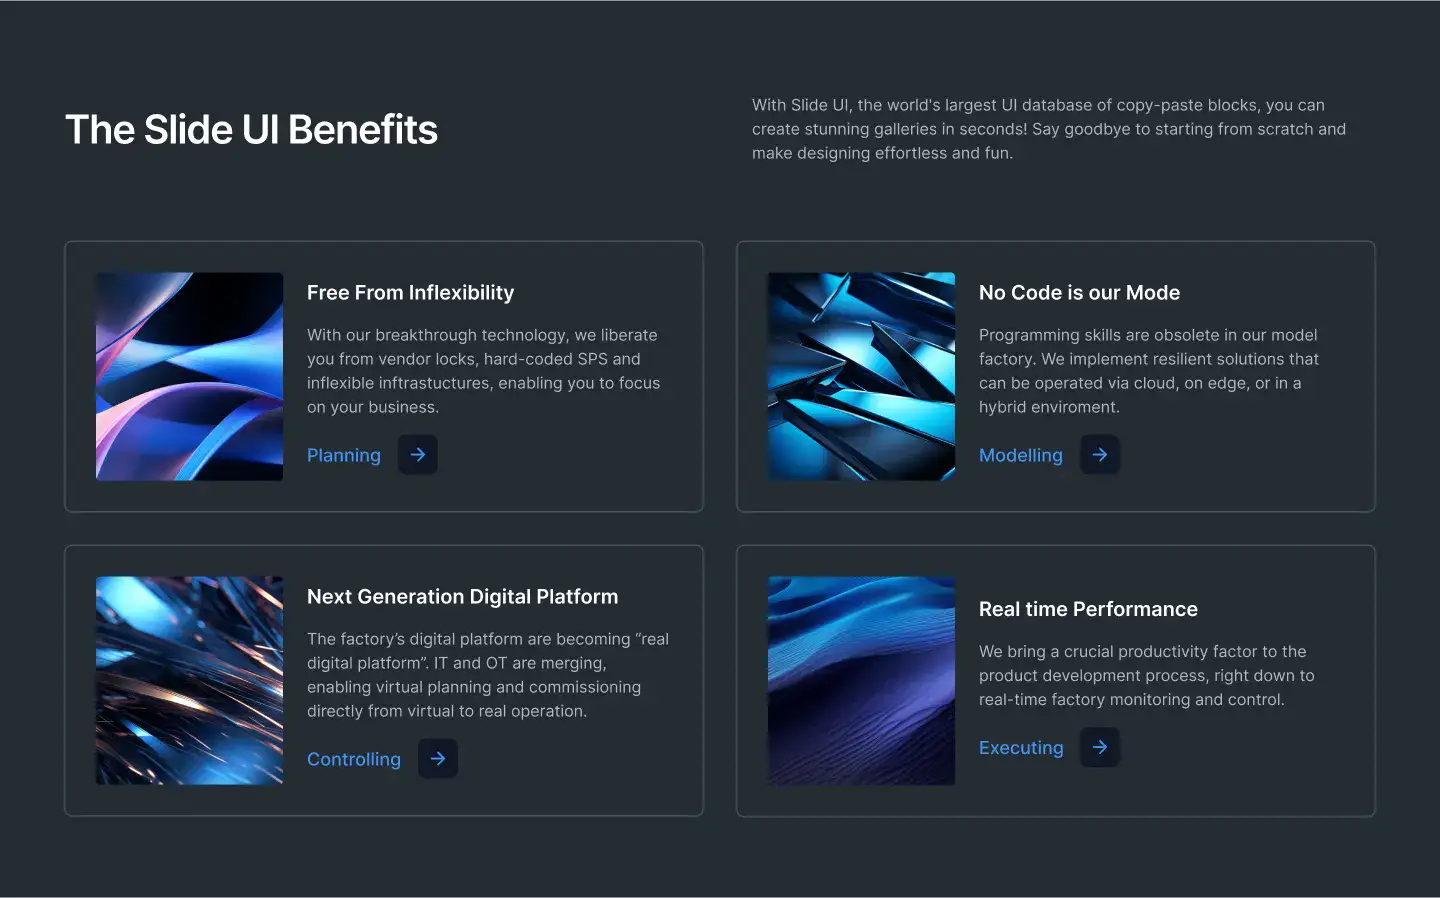 The Slide UI Benefits
With Slide UI, the world's largest UI database of copy-paste blocks, you can
create stunning galleries in seconds! Say goodbye to starting from scratch and
make designing effortless and fun.
Free From Inflexibility
With our breakthrough technology, we liberate
you from vendor locks, hard-coded SPS and
inflexible inftrastuctures, enabling you to focus
on your business.
Planning
No Code is our Mode
Programming skills are obsolete in our model
factory. We implement resilient solutions that
can be operated via cloud, on edge, or in a
hybrid enviroment.
Modelling
Next Generation Digital Platform
The factory’s digital platform are becoming “real
digital platform”. IT and OT are merging,
enabling virtual planning and commissioning
directly from virtual to real operation.
Controlling
Real time Performance
We bring a crucial productivity factor to the
product development process, right down to
real-time factory monitoring and control.
Executing